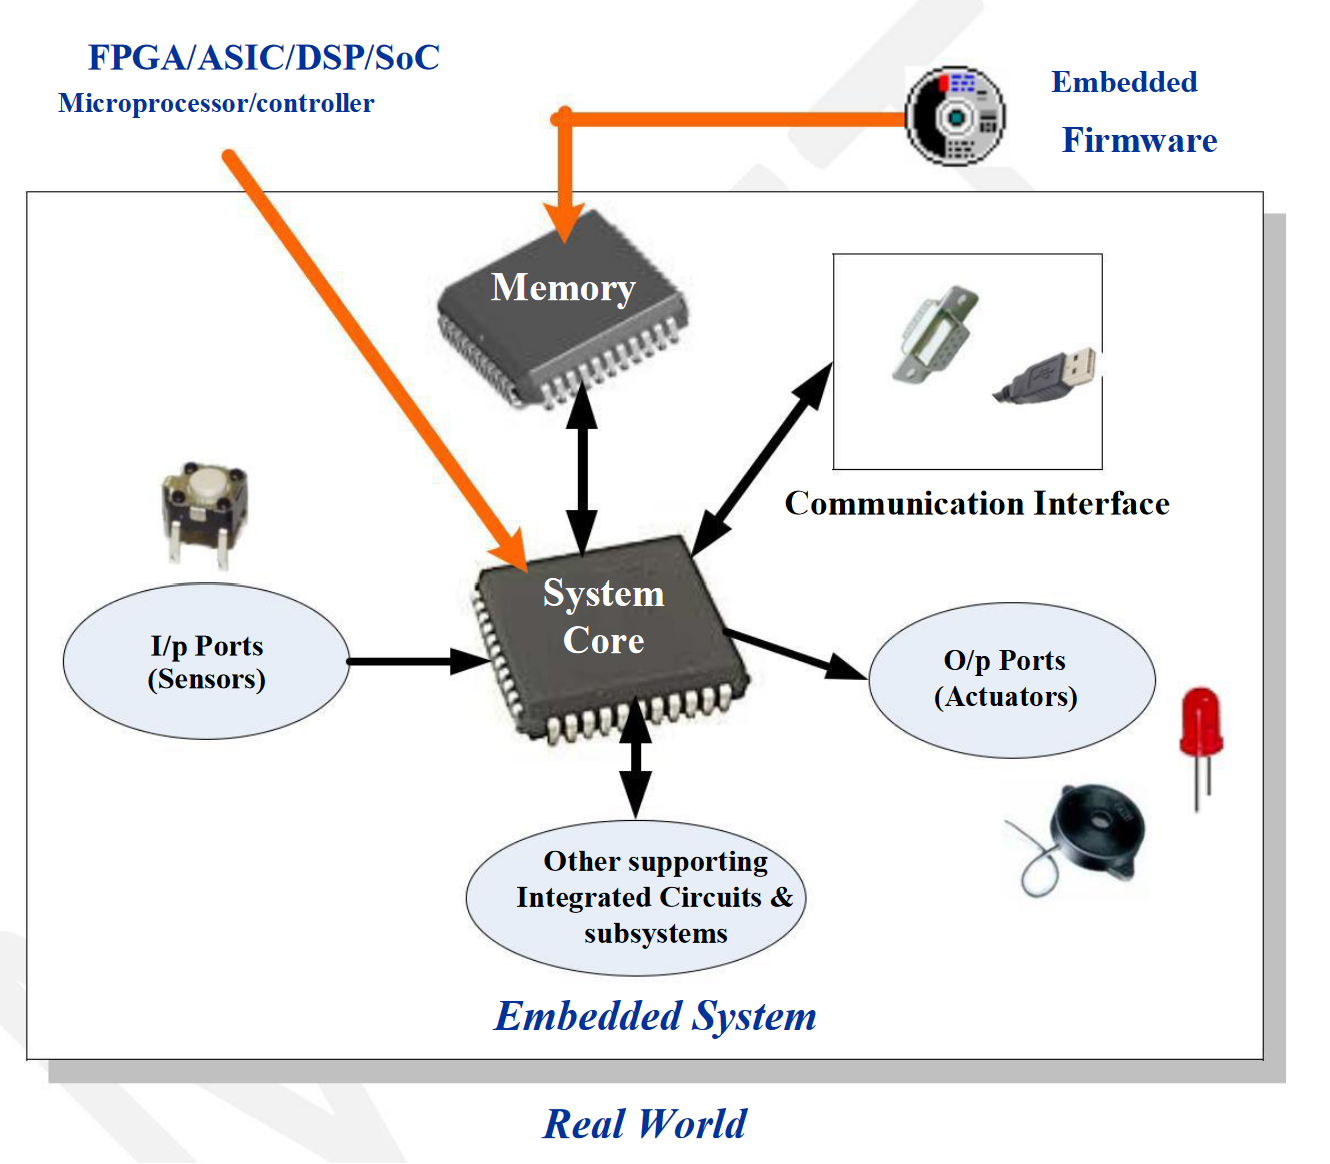 FPGA/ASIC/DSP/SoC
Microprocessor/controller
Embedded
Firmware
Memory
Communication Interface
System
Core
I/p Ports
(Sensors)
O/p Ports
(Actuators)
Other supporting
Integrated Circuits &
subsystems
Embedded System
Real World